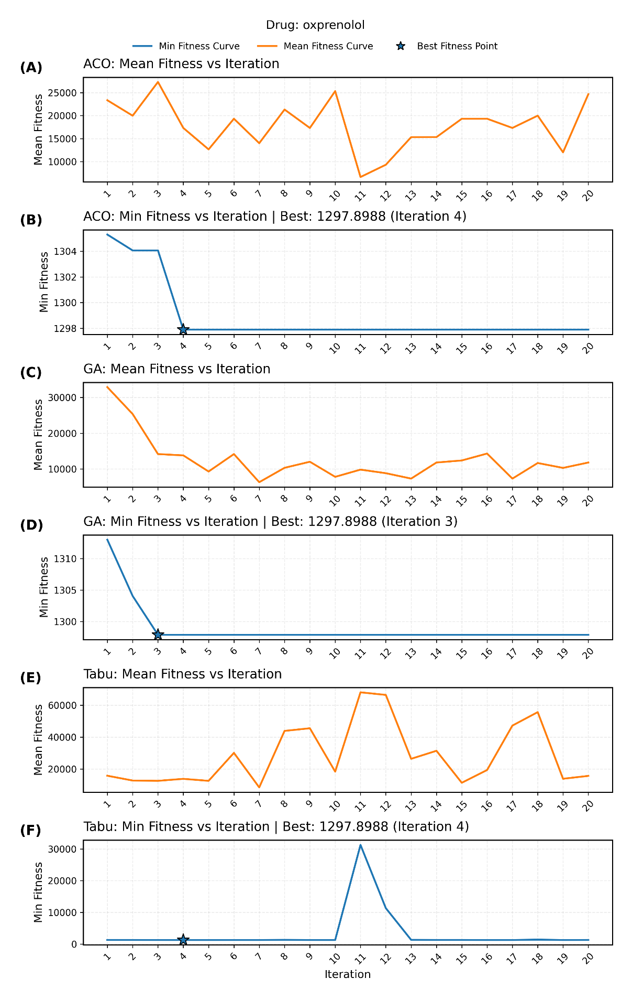 Drug: oxprenolol
Min Fitness Curve Mean Fitness Curve Best Fitness Point
(A) ACO: Mean Fitness vs Iteration
Mean Fitness
25000
20000
15000
10000
1 2 3 4 5 6 7 8 9 10 11 12 13 14 15 16 17 18 19 20
(B) ACO: Min Fitness vs Iteration | Best: 1297.8988 (Iteration 4)
Min Fitness
1304
1302
1300
1298
1 2 3 4 5 6 7 8 9 10 11 12 13 14 15 16 17 18 19 20
(C) GA: Mean Fitness vs Iteration
Mean Fitness
30000
20000
10000
1 2 3 4 5 6 7 8 9 10 11 12 13 14 15 16 17 18 19 20
(D) GA: Min Fitness vs Iteration | Best: 1297.8988 (Iteration 3)
Min Fitness
1310
1305
1300
1 2 3 4 5 6 7 8 9 10 11 12 13 14 15 16 17 18 19 20
(E) Tabu: Mean Fitness vs Iteration
Mean Fitness
60000
40000
20000
1 2 3 4 5 6 7 8 9 10 11 12 13 14 15 16 17 18 19 20
(F) Tabu: Min Fitness vs Iteration | Best: 1297.8988 (Iteration 4)
Min Fitness
30000
20000
10000
0
1 2 3 4 5 6 7 8 9 10 11 12 13 14 15 16 17 18 19 20
Iteration